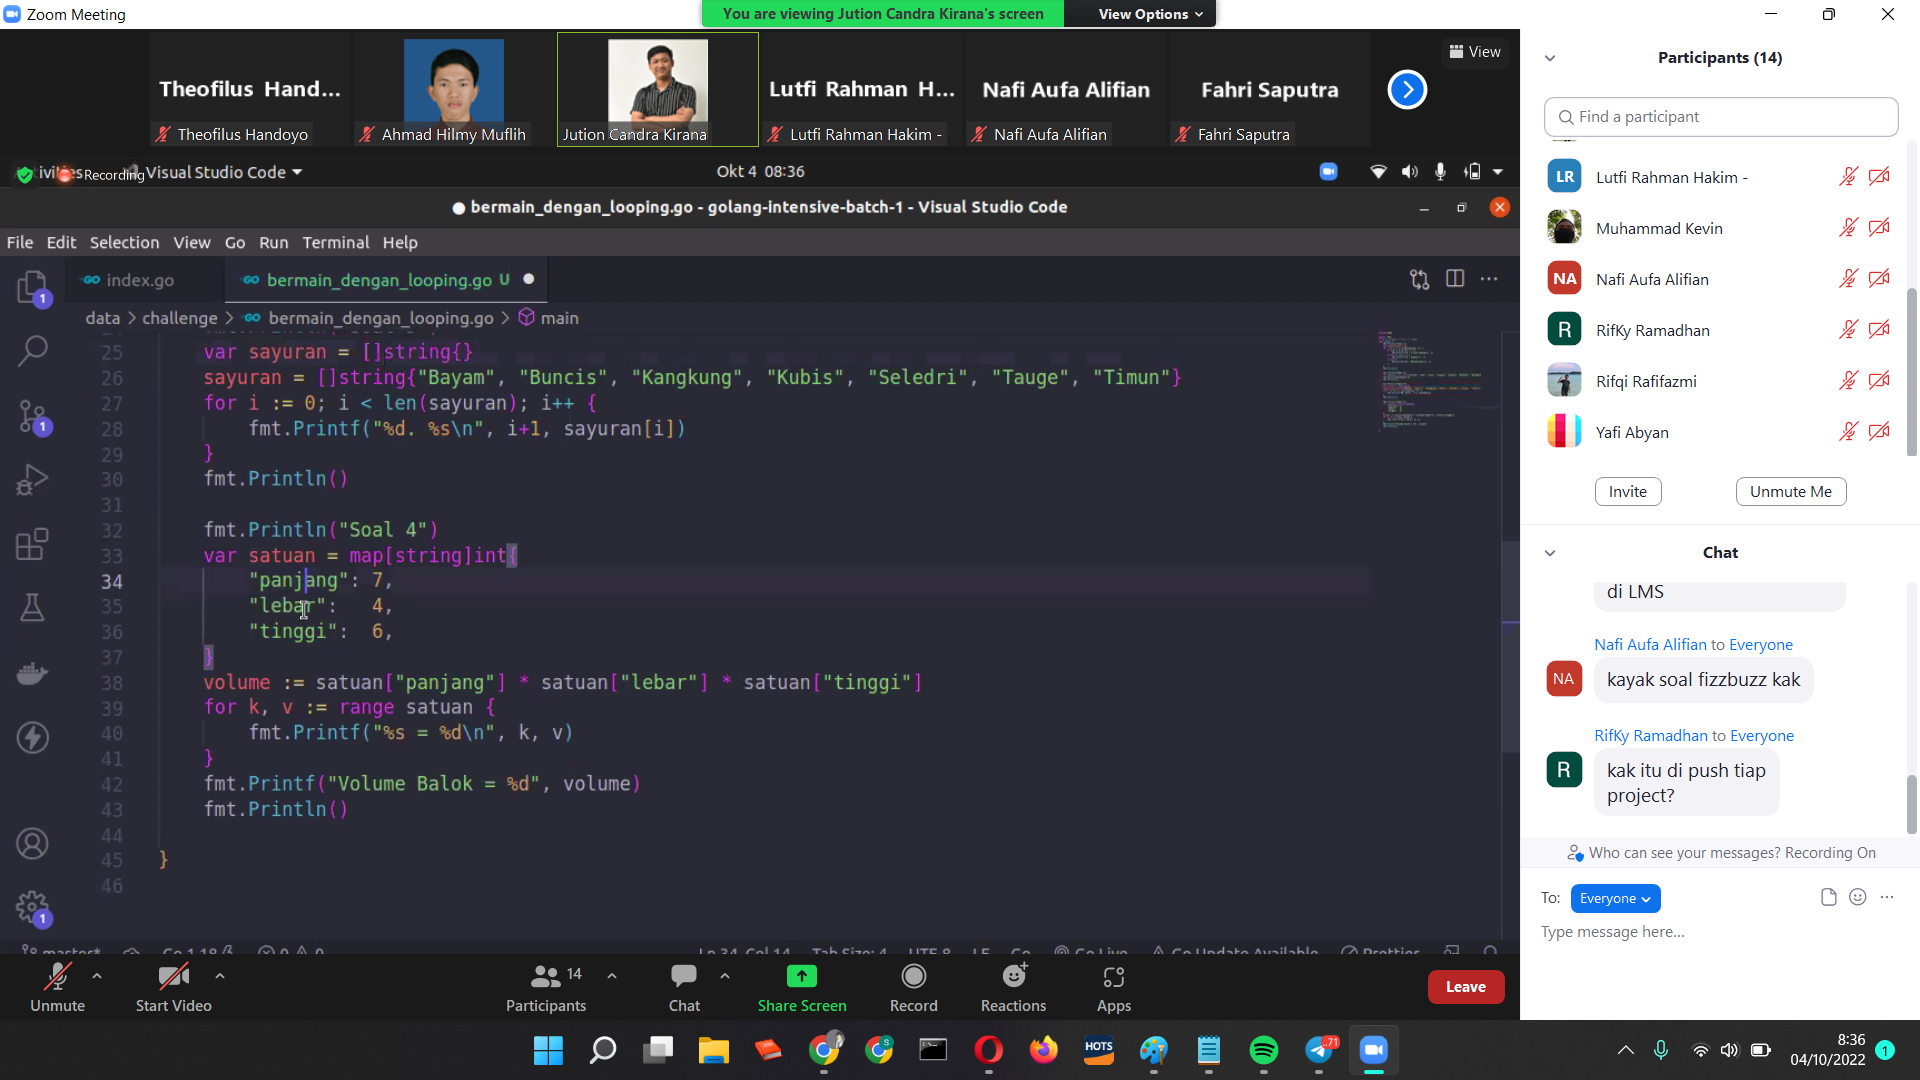 Zoom Meeting
You are viewing Jution Candra Kirana's screen
View Options
Theofilus Hand...
Lutfi Rahman H...
Nafi Aufa Alifian
Fahri Saputra
View
Theofilus Handoyo
Ahmad Hilmy Muflih
Jution Candra Kirana
Lutfi Rahman Hakim -
Nafi Aufa Alifian
Fahri Saputra
Recording
Visual Studio Code
Okt 4 08:36
bermain_dengan_looping.go - golang-intensive-batch-1 - Visual Studio Code
File Edit Selection View Go Run Terminal Help
index.go
bermain_dengan_looping.go U
data > challenge > bermain_dengan_looping.go > main
25 var sayuran = []string{}
26 sayuran = []string{"Bayam", "Buncis", "Kangkung", "Kubis", "Seledri", "Tauge", "Timun"}
27 for i := 0; i < len(sayuran); i++ {
28 fmt.Printf("%d. %s\n", i+1, sayuran[i])
29 }
30 fmt.Println()
31
32 fmt.Println("Soal 4")
33 var satuan = map[string]int{
34 "panjang": 7,
35 "lebar": 4,
36 "tinggi": 6,
37 }
38 volume := satuan["panjang"] * satuan["lebar"] * satuan["tinggi"]
39 for k, v := range satuan {
40 fmt.Printf("%s = %d\n", k, v)
41 }
42 fmt.Printf("Volume Balok = %d", volume)
43 fmt.Println()
44
45 }
46
1
1
1
Participants (14)
Find a participant
LR Lutfi Rahman Hakim -
Muhammad Kevin
NA Nafi Aufa Alifian
R RifKy Ramadhan
Rifqi Rafifazmi
Yafi Abyan
Invite
Unmute Me
Chat
di LMS
Nafi Aufa Alifian to Everyone
NA kayak soal fizzbuzz kak
RifKy Ramadhan to Everyone
R kak itu di push tiap
project?
Who can see your messages? Recording On
To: Everyone
Type message here...
Unmute
Start Video
14
Participants
Chat
Share Screen
Record
Reactions
Apps
Leave
HOTS
71
8:36
04/10/2022
1